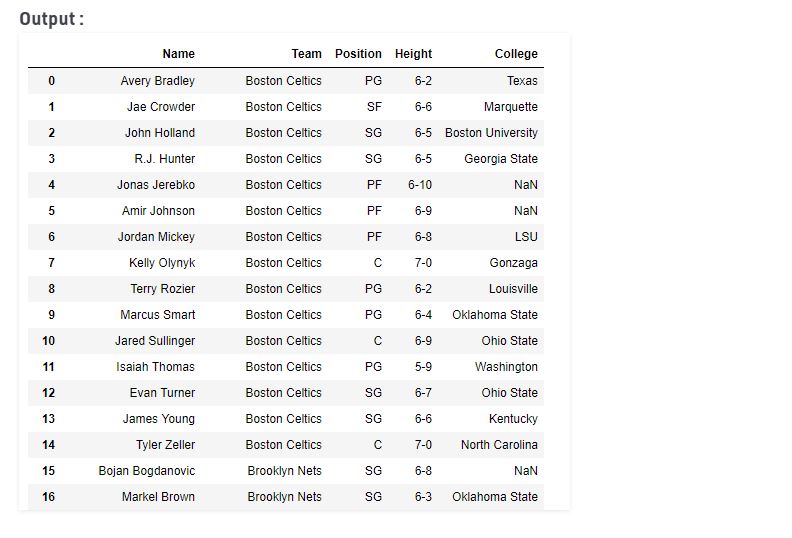 Output :
Name Team Position Height College
0 Avery Bradley Boston Celtics PG 6-2 Texas
1 Jae Crowder Boston Celtics SF 6-6 Marquette
2 John Holland Boston Celtics SG 6-5 Boston University
3 R.J. Hunter Boston Celtics SG 6-5 Georgia State
4 Jonas Jerebko Boston Celtics PF 6-10 NaN
5 Amir Johnson Boston Celtics PF 6-9 NaN
6 Jordan Mickey Boston Celtics PF 6-8 LSU
7 Kelly Olynyk Boston Celtics C 7-0 Gonzaga
8 Terry Rozier Boston Celtics PG 6-2 Louisville
9 Marcus Smart Boston Celtics PG 6-4 Oklahoma State
10 Jared Sullinger Boston Celtics C 6-9 Ohio State
11 Isaiah Thomas Boston Celtics PG 5-9 Washington
12 Evan Turner Boston Celtics SG 6-7 Ohio State
13 James Young Boston Celtics SG 6-6 Kentucky
14 Tyler Zeller Boston Celtics C 7-0 North Carolina
15 Bojan Bogdanovic Brooklyn Nets SG 6-8 NaN
16 Markel Brown Brooklyn Nets SG 6-3 Oklahoma State